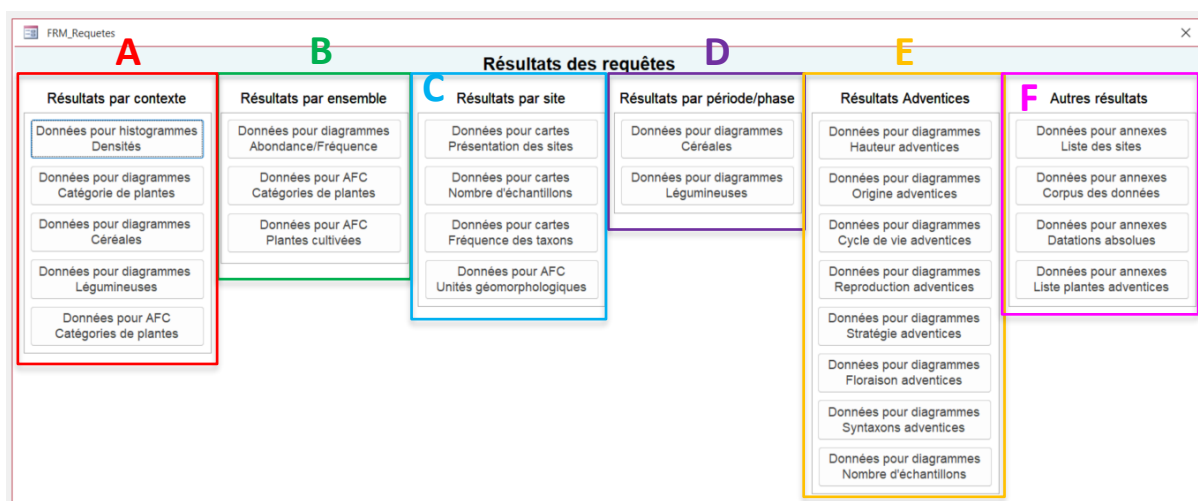 FRM_Requetes
Résultats des requêtes
A
Résultats par contexte
Données pour histogrammes
Densités
Données pour diagrammes
Catégorie de plantes
Données pour diagrammes
Céréales
Données pour diagrammes
Légumineuses
Données pour AFC
Catégories de plantes
B
Résultats par ensemble
Données pour diagrammes
Abondance/Fréquence
Données pour AFC
Catégories de plantes
Données pour AFC
Plantes cultivées
C
Résultats par site
Données pour cartes
Présentation des sites
Données pour cartes
Nombre d'échantillons
Données pour cartes
Fréquence des taxons
Données pour AFC
Unités géomorphologiques
D
Résultats par période/phase
Données pour diagrammes
Céréales
Données pour diagrammes
Légumineuses
E
Résultats Adventices
Données pour diagrammes
Hauteur adventices
Données pour diagrammes
Origine adventices
Données pour diagrammes
Cycle de vie adventices
Données pour diagrammes
Reproduction adventices
Données pour diagrammes
Stratégie adventices
Données pour diagrammes
Floraison adventices
Données pour diagrammes
Syntaxons adventices
Données pour diagrammes
Nombre d'échantillons
F
Autres résultats
Données pour annexes
Liste des sites
Données pour annexes
Corpus des données
Données pour annexes
Datations absolues
Données pour annexes
Liste plantes adventices